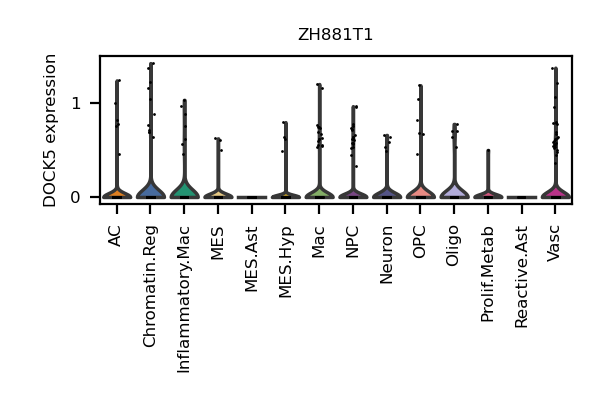 ZH881T1
DOCK5 expression
1
0
AC
Chromatin.Reg
Inflammatory.Mac
MES
MES.Ast
MES.Hyp
Mac
NPC
Neuron
OPC
Oligo
Prolif.Metab
Reactive.Ast
Vasc